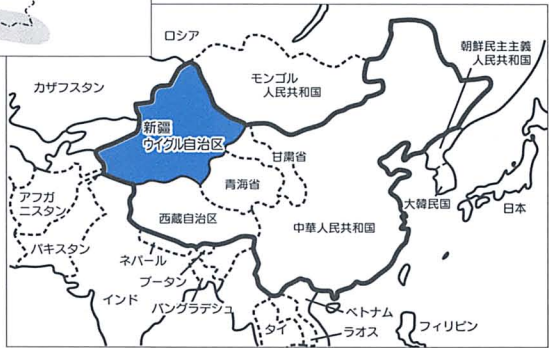 ロシア
朝鮮民主主義
人民共和国
カザフスタン
モンゴル
人民共和国
新疆
ウイグル自治区
甘粛省
青海省
アフガ
ニスタン
西蔵自治区
中華人民共和国
大韓民国
日本
パキスタン
ネパール
ブータン
インド
バングラデシュ
ベトナム
タイ
ラオス
フィリピン